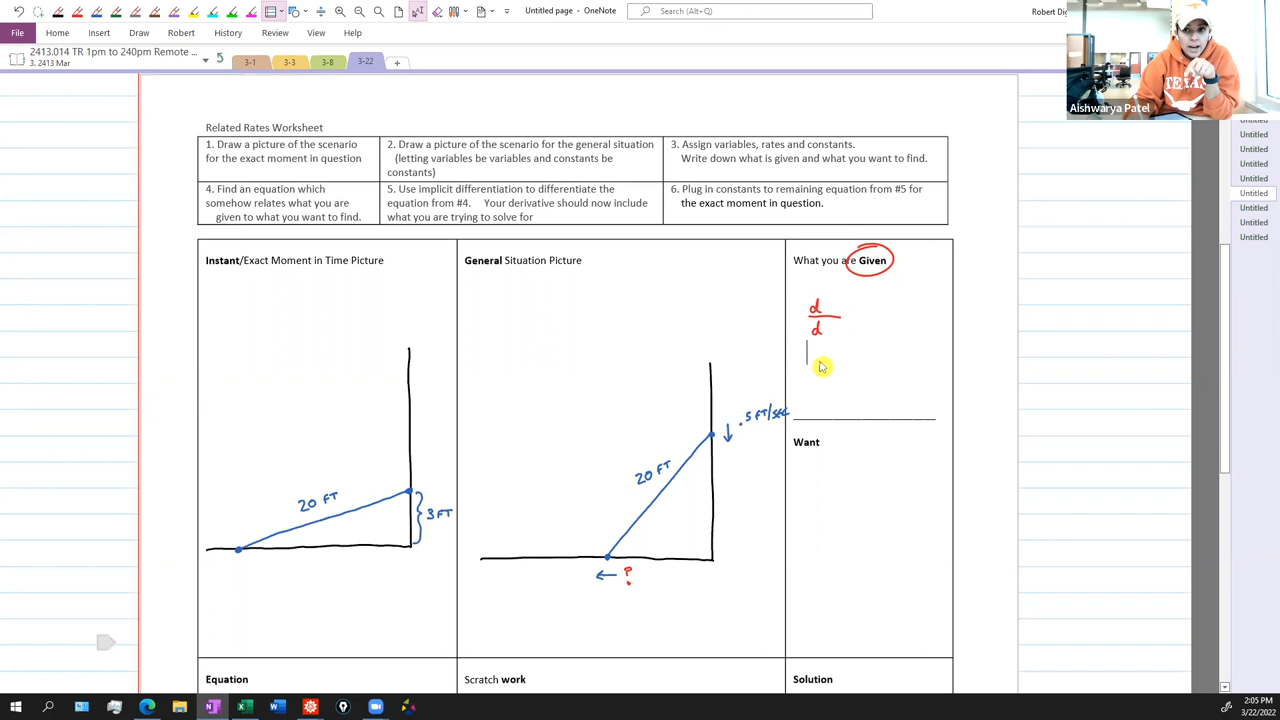 Untitled page - OneNote
Search (Alt+Q)
Robert Dig
File
Home
Insert
Draw
Robert
History
Review
View
Help
2413.014 TR 1pm to 240pm Remote ...
3. 2413 Mar
5
3-1
3-3
3-8
3-22
+
TEXAS
Aishwarya Patel
Untitled
Untitled
Untitled
Untitled
Untitled
Untitled
Untitled
Untitled
Untitled
Related Rates Worksheet
1. Draw a picture of the scenario
for the exact moment in question
2. Draw a picture of the scenario for the general situation
(letting variables be variables and constants be
constants)
3. Assign variables, rates and constants.
Write down what is given and what you want to find.
4. Find an equation which
somehow relates what you are
given to what you want to find.
5. Use implicit differentiation to differentiate the
equation from #4. Your derivative should now include
what you are trying to solve for
6. Plug in constants to remaining equation from #5 for
the exact moment in question.
Instant/Exact Moment in Time Picture
20 FT
3 FT
General Situation Picture
.5 FT/SEC
20 FT
← ?
What you are Given
d
d
Want
Equation
Scratch work
Solution
2:05 PM
3/22/2022